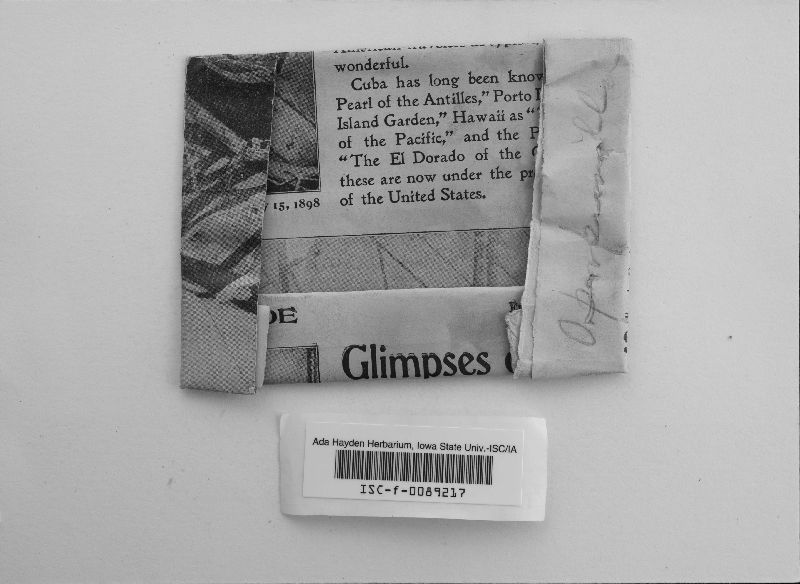 wonderful.
Cuba has long been know
Pearl of the Antilles," Porto
Island Garden," Hawaii as "
of the Pacific," and the P
"The El Dorado of the
these are now under the pr
of the United States.
15, 1898
DE
Glimpses
Ada Hayden Herbarium, Iowa State Univ.-ISC/IA
ISC-f-0089217